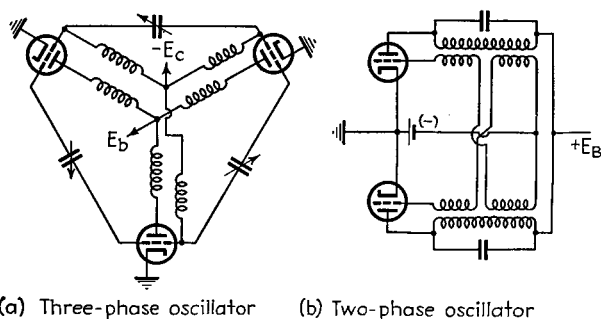 -Ec
Eb
(-)
+EB
(a) Three-phase oscillator
(b) Two-phase oscillator